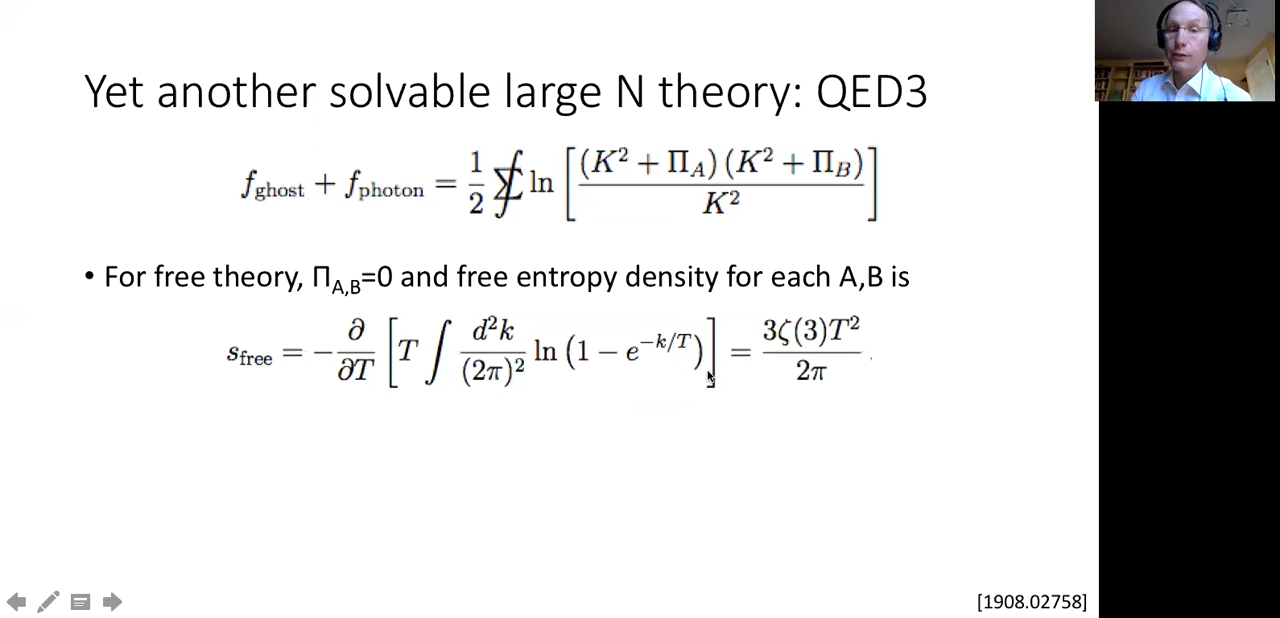 Yet another solvable large N theory: QED3
f_ghost + f_photon = 1/2 ⨋ ln [ (K² + Π_A) (K² + Π_B) / K² ]
• For free theory, Π_A,B=0 and free entropy density for each A,B is
s_free = − ∂/∂T [ T ∫ d²k/(2π)² ln (1 − e^{−k/T}) ] = 3ζ(3)T² / 2π .
[1908.02758]